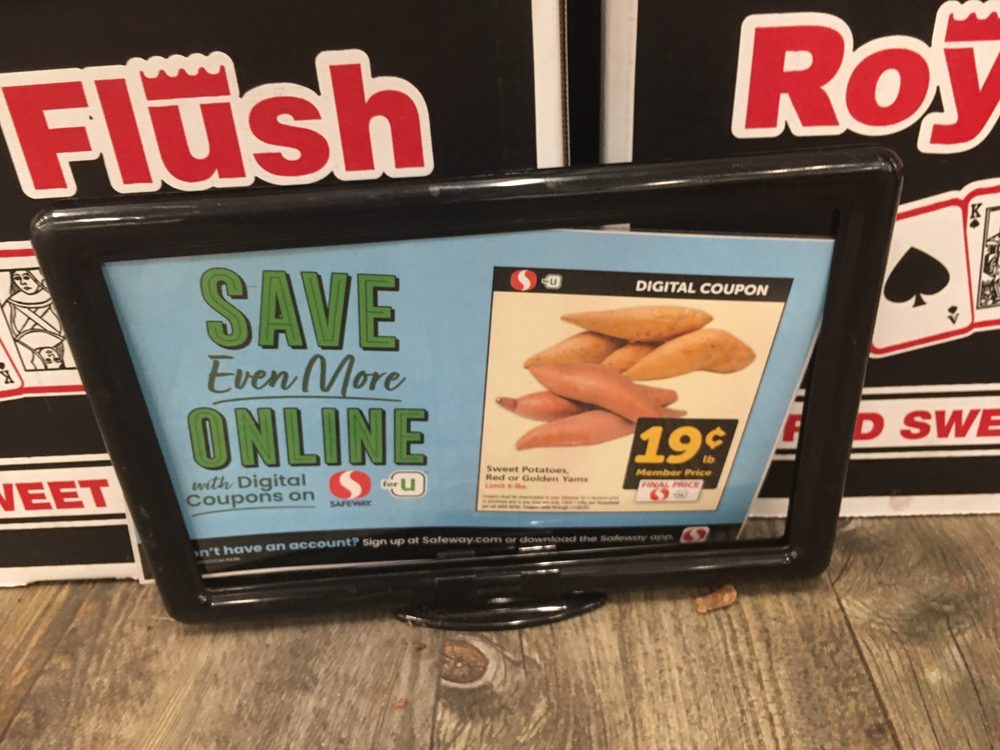 Flush
Roy
K
K
WEET
D SWE
SAVE
Even More
ONLINE
with Digital
Coupons on
SAFEWAY
for U
for U
DIGITAL COUPON
19¢
lb
Member Price
FINAL PRICE
Sweet Potatoes,
Red or Golden Yams
Limit 6-lbs.
n't have an account? Sign up at Safeway.com or download the Safeway app.